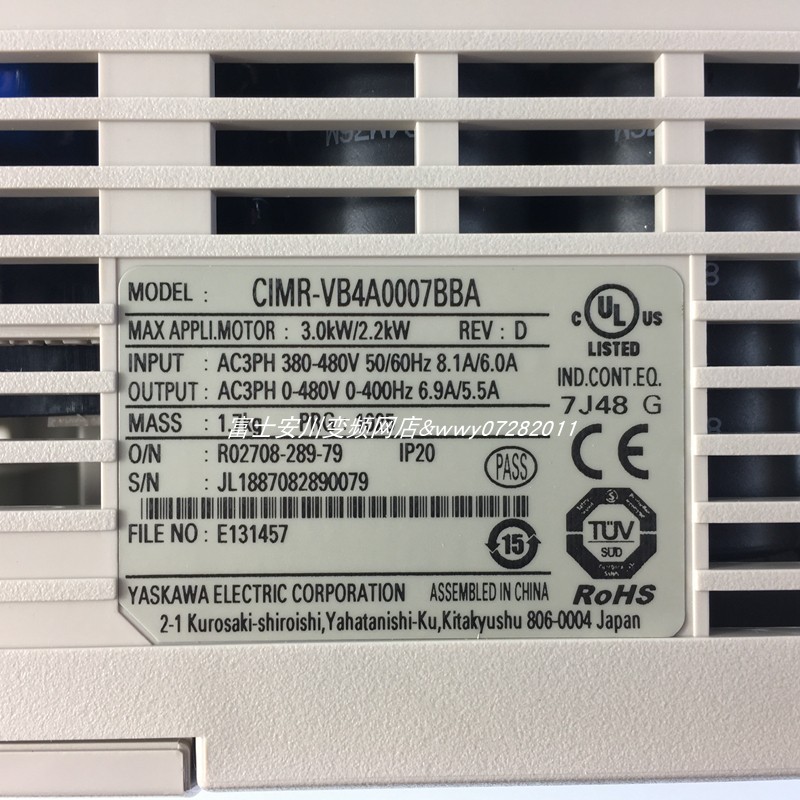 MODEL : CIMR-VB4A0007BBA
MAX APPLI.MOTOR : 3.0kW/2.2kW REV : D
INPUT : AC3PH 380-480V 50/60Hz 8.1A/6.0A
OUTPUT : AC3PH 0-480V 0-400Hz 6.9A/5.5A
MASS : 1.7kg PRG :
富士安川变频网店&wwy07282011
O/N : R02708-289-79 IP20
S/N : JL1887082890079
PASS
FILE NO : E131457
15
YASKAWA ELECTRIC CORPORATION ASSEMBLED IN CHINA
2-1 Kurosaki-shiroishi,Yahatanishi-Ku,Kitakyushu 806-0004 Japan
C UL US
LISTED
IND.CONT.EQ.
7J48 G
CE
TÜV
SÜD
RoHS